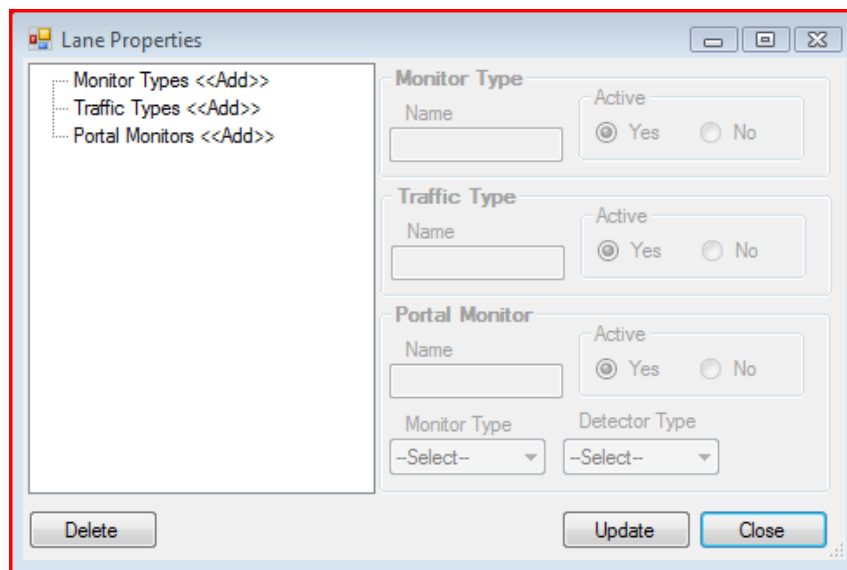 Lane Properties
Monitor Types <<Add>>
Traffic Types <<Add>>
Portal Monitors <<Add>>
Monitor Type
Name
Active
Yes No
Traffic Type
Name
Active
Yes No
Portal Monitor
Name
Active
Yes No
Monitor Type Detector Type
--Select-- --Select--
Delete Update Close